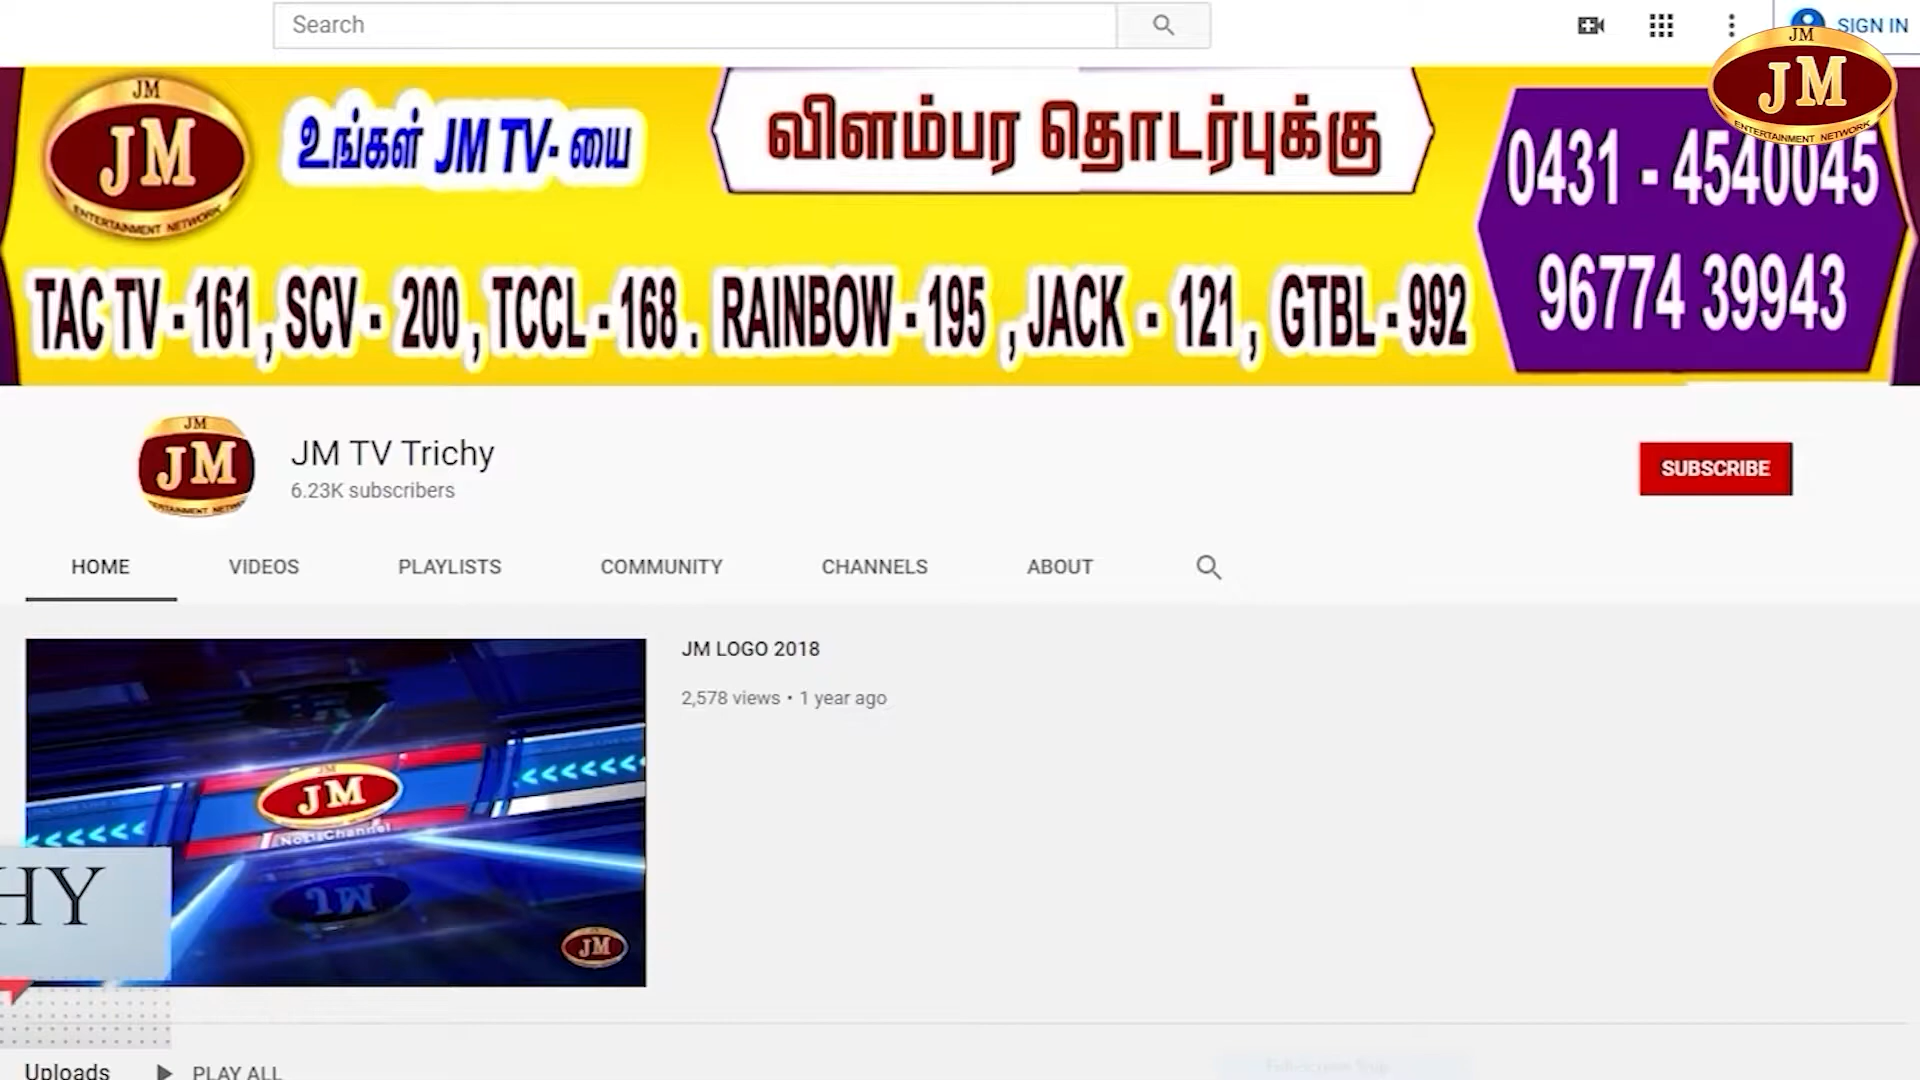 Search
SIGN IN
JM
JM
ENTERTAINMENT NETWORK
JM
JM
ENTERTAINMENT NETWORK
உங்கள் JM TV- யை
விளம்பர தொடர்புக்கு
0431 - 4540045
96774 39943
TAC TV - 161 , SCV - 200 , TCCL - 168 . RAINBOW - 195 , JACK - 121 , GTBL - 992
JM
JM
JM TV Trichy
6.23K subscribers
SUBSCRIBE
HOME VIDEOS PLAYLISTS COMMUNITY CHANNELS ABOUT
JM LOGO 2018
2,578 views • 1 year ago
JM
JM
HY
Uploads PLAY ALL